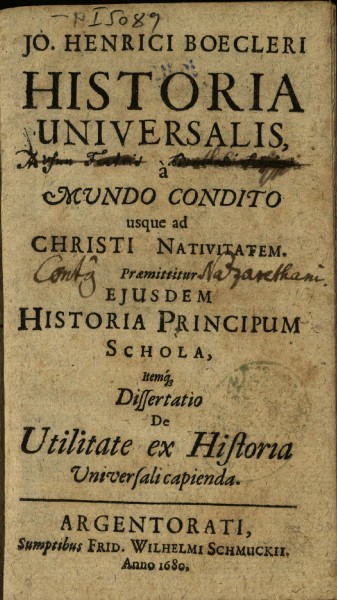 I 5089
JO. HENRICI BOECLERI
HISTORIA
UNIVERSALIS,
à
MUNDO CONDITO
usque ad
CHRISTI NATIVITATEM.
Præmittitur
EJUSDEM
HISTORIA PRINCIPUM
SCHOLA,
Itemq́;
Dissertatio
De
Utilitate ex Historia
Universali capienda.
ARGENTORATI,
Sumptibus FRID. WILHELMI SCHMUCKII.
Anno 1680.